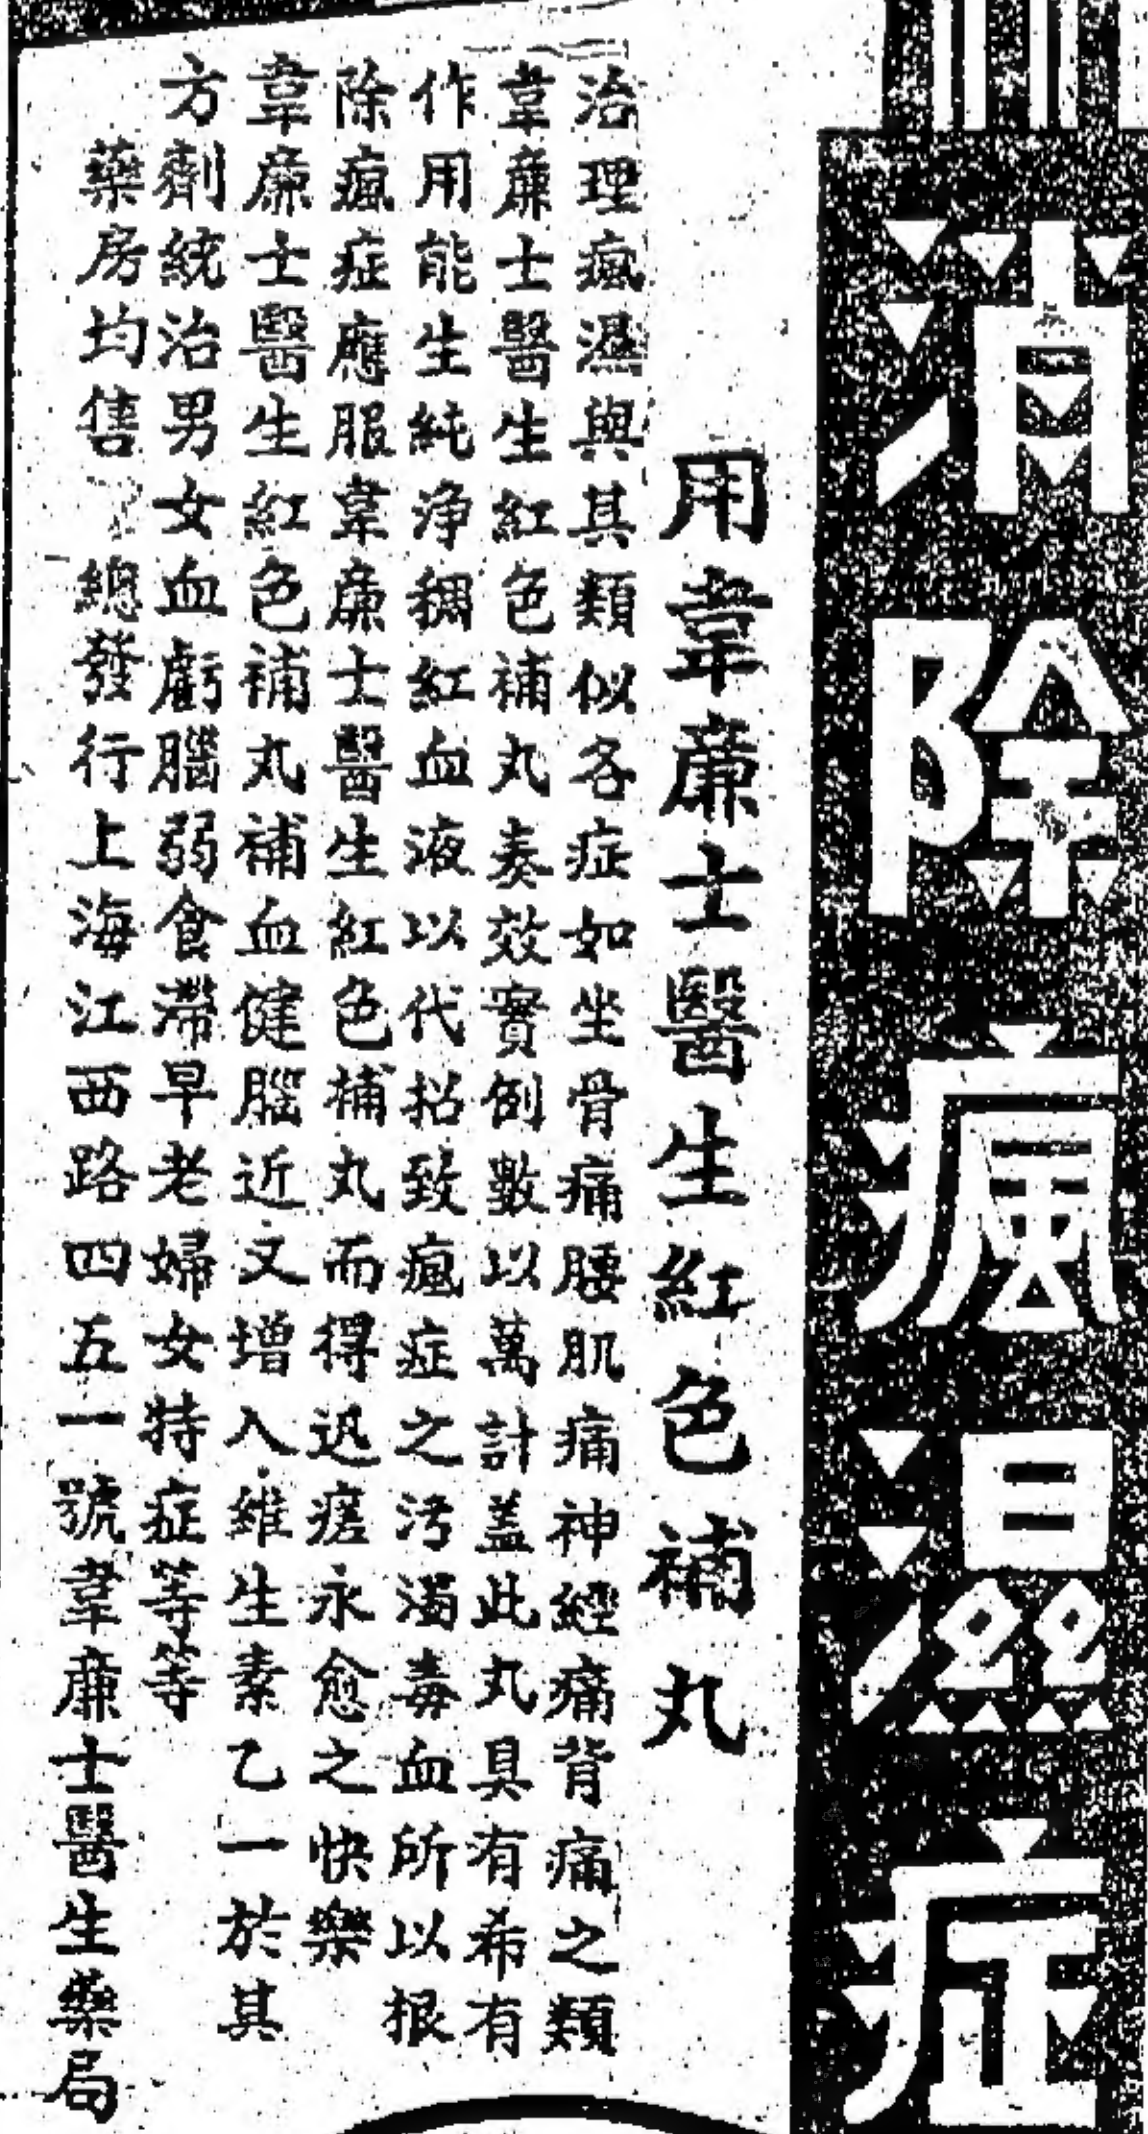 消除瘋濕症
用韋廉士醫生紅色補丸
治理瘋濕與其類似各症如坐骨痛腰肌痛神經痛背痛之類
韋廉士醫生紅色補丸奏效實例數以萬計蓋此丸具有希有
作用能生純淨稠紅血液以代招致瘋症之污濁毒血所以根
除瘋症應服韋廉士醫生紅色補丸而得迅瘥永愈之快樂
韋廉士醫生紅色補丸補血健腦近又增入維生素乙一於其
方劑統治男女血虧腦弱食滯早老婦女特症等等
藥房均售 總發行上海江西路四五一號韋廉士醫生藥局